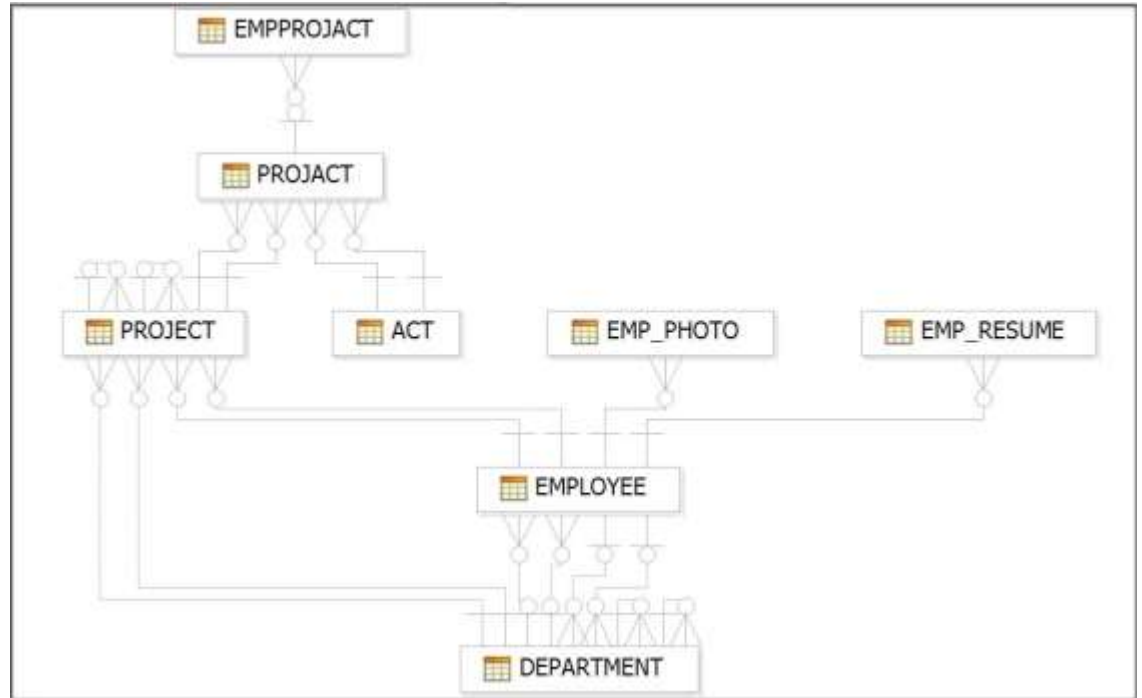 EMPPROJACT
PROJACT
PROJECT
ACT
EMP_PHOTO
EMP_RESUME
EMPLOYEE
DEPARTMENT